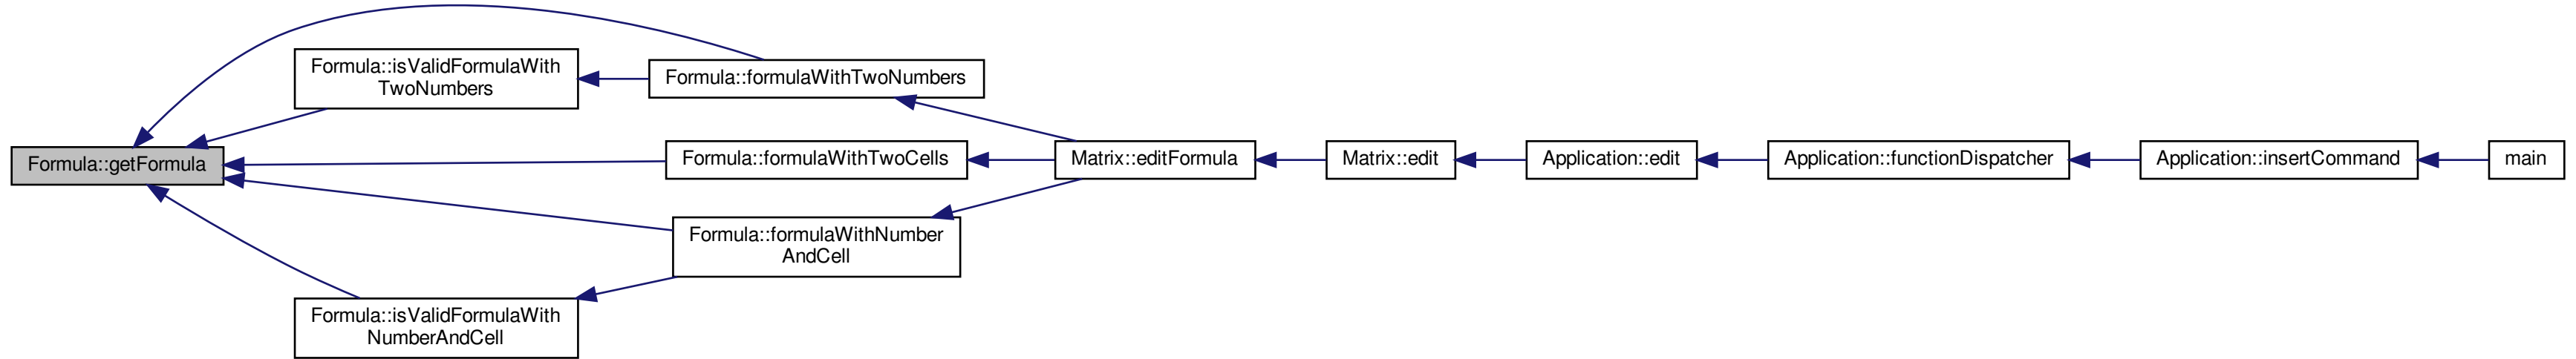 Formula::getFormula
Formula::isValidFormulaWith
TwoNumbers
Formula::formulaWithTwoNumbers
Formula::formulaWithTwoCells
Formula::formulaWithNumber
AndCell
Formula::isValidFormulaWith
NumberAndCell
Matrix::editFormula
Matrix::edit
Application::edit
Application::functionDispatcher
Application::insertCommand
main